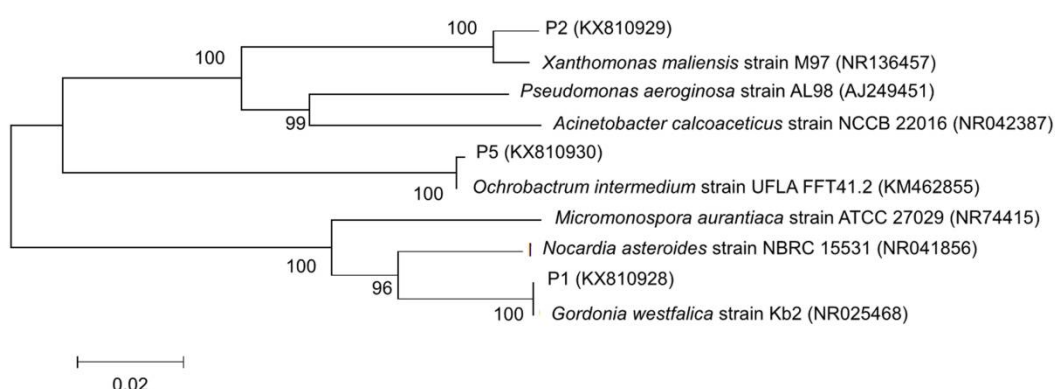 100
P2 (KX810929)
100
Xanthomonas maliensis strain M97 (NR136457)
Pseudomonas aeroginosa strain AL98 (AJ249451)
99
Acinetobacter calcoaceticus strain NCCB 22016 (NR042387)
P5 (KX810930)
100
Ochrobactrum intermedium strain UFLA FFT41.2 (KM462855)
Micromonospora aurantiaca strain ATCC 27029 (NR74415)
Nocardia asteroides strain NBRC 15531 (NR041856)
100
P1 (KX810928)
96
100
Gordonia westfalica strain Kb2 (NR025468)
0.02